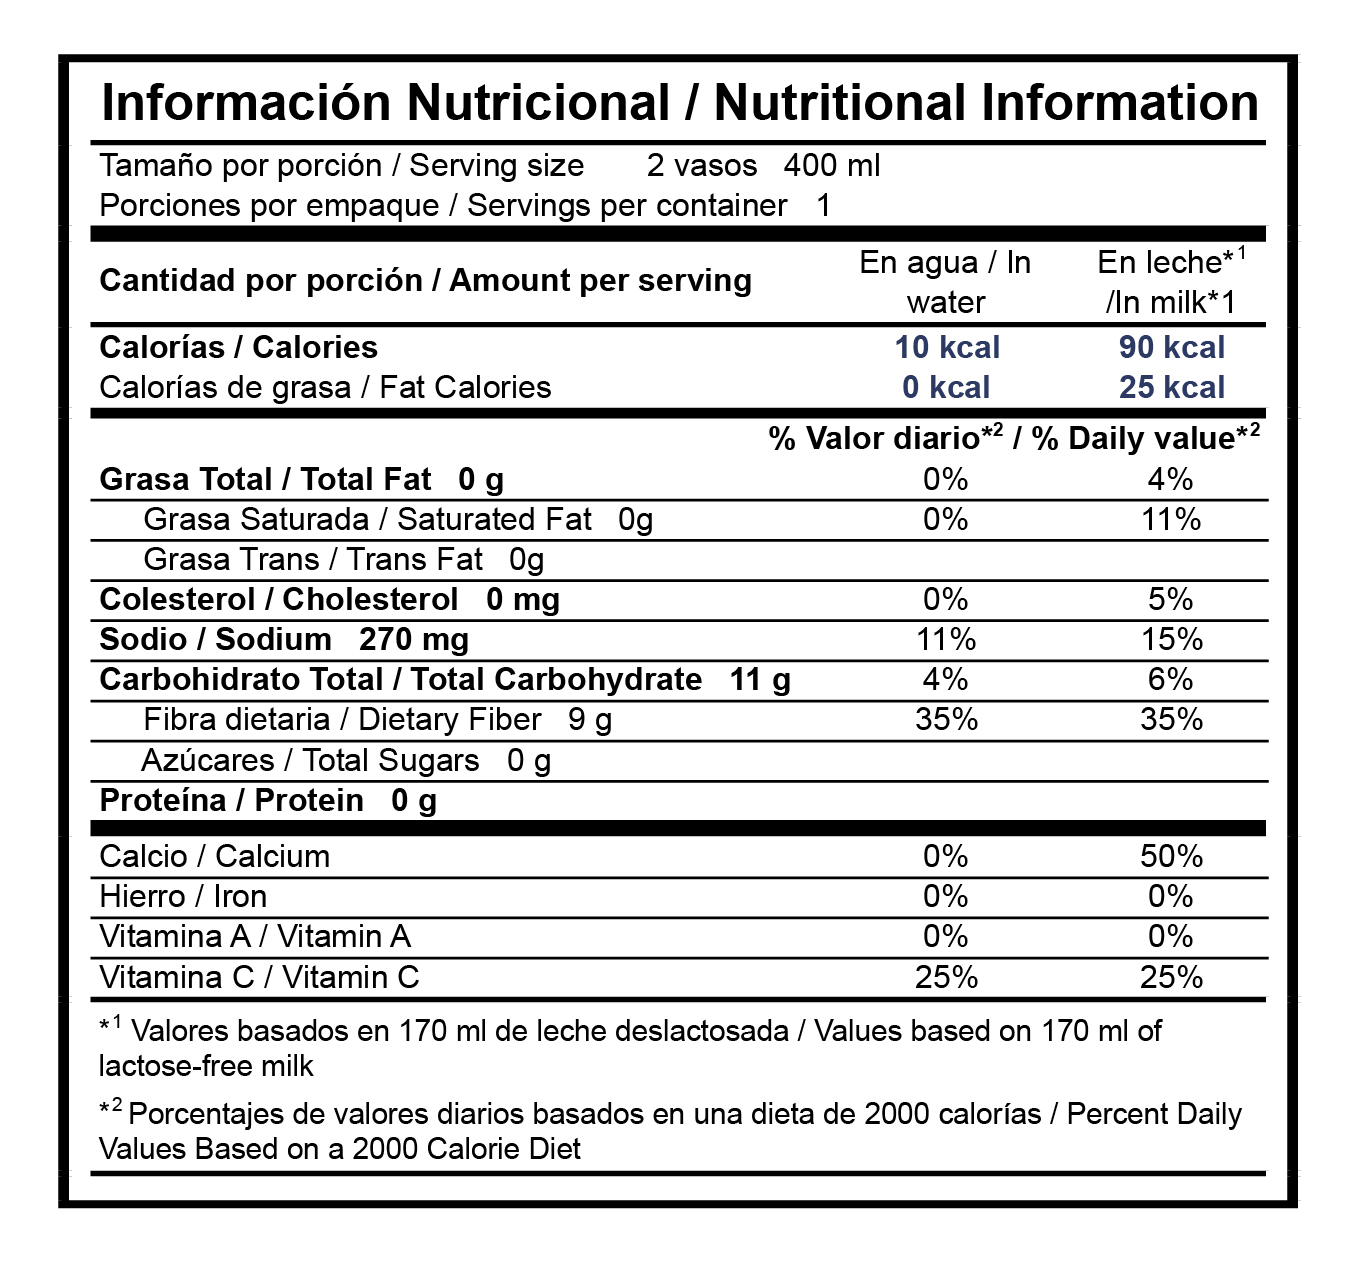 Información Nutricional / Nutritional Information
Tamaño por porción / Serving size 2 vasos 400 ml
Porciones por empaque / Servings per container 1
Cantidad por porción / Amount per serving En agua / In water En leche*1 /In milk*1
Calorías / Calories 10 kcal 90 kcal
Calorías de grasa / Fat Calories 0 kcal 25 kcal
% Valor diario*2 / % Daily value*2
Grasa Total / Total Fat 0 g 0% 4%
Grasa Saturada / Saturated Fat 0g 0% 11%
Grasa Trans / Trans Fat 0g
Colesterol / Cholesterol 0 mg 0% 5%
Sodio / Sodium 270 mg 11% 15%
Carbohidrato Total / Total Carbohydrate 11 g 4% 6%
Fibra dietaria / Dietary Fiber 9 g 35% 35%
Azúcares / Total Sugars 0 g
Proteína / Protein 0 g
Calcio / Calcium 0% 50%
Hierro / Iron 0% 0%
Vitamina A / Vitamin A 0% 0%
Vitamina C / Vitamin C 25% 25%
*1 Valores basados en 170 ml de leche deslactosada / Values based on 170 ml of
lactose-free milk
*2 Porcentajes de valores diarios basados en una dieta de 2000 calorías / Percent Daily
Values Based on a 2000 Calorie Diet